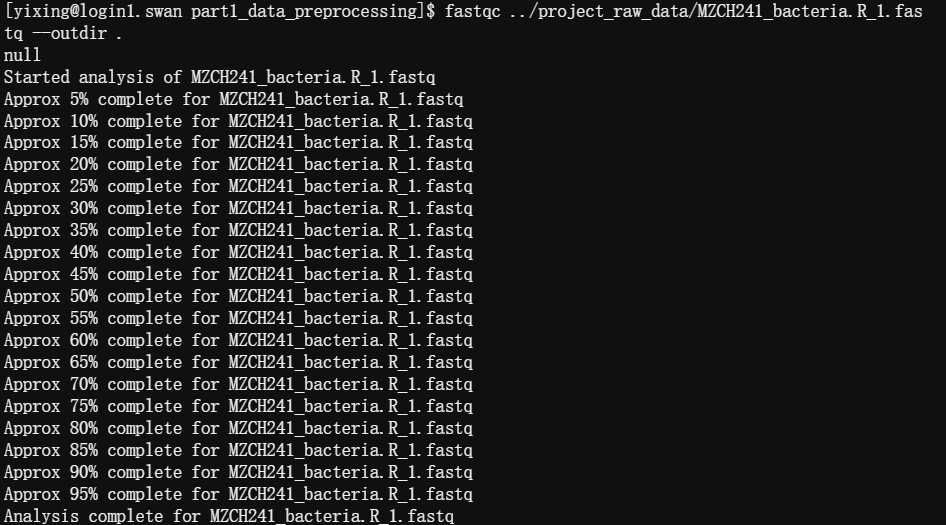 [yixing@login1.swan part1_data_preprocessing]$ fastqc ../project_raw_data/MZCH241_bacteria.R_1.fas
tq --outdir .
null
Started analysis of MZCH241_bacteria.R_1.fastq
Approx 5% complete for MZCH241_bacteria.R_1.fastq
Approx 10% complete for MZCH241_bacteria.R_1.fastq
Approx 15% complete for MZCH241_bacteria.R_1.fastq
Approx 20% complete for MZCH241_bacteria.R_1.fastq
Approx 25% complete for MZCH241_bacteria.R_1.fastq
Approx 30% complete for MZCH241_bacteria.R_1.fastq
Approx 35% complete for MZCH241_bacteria.R_1.fastq
Approx 40% complete for MZCH241_bacteria.R_1.fastq
Approx 45% complete for MZCH241_bacteria.R_1.fastq
Approx 50% complete for MZCH241_bacteria.R_1.fastq
Approx 55% complete for MZCH241_bacteria.R_1.fastq
Approx 60% complete for MZCH241_bacteria.R_1.fastq
Approx 65% complete for MZCH241_bacteria.R_1.fastq
Approx 70% complete for MZCH241_bacteria.R_1.fastq
Approx 75% complete for MZCH241_bacteria.R_1.fastq
Approx 80% complete for MZCH241_bacteria.R_1.fastq
Approx 85% complete for MZCH241_bacteria.R_1.fastq
Approx 90% complete for MZCH241_bacteria.R_1.fastq
Approx 95% complete for MZCH241_bacteria.R_1.fastq
Analysis complete for MZCH241_bacteria.R_1.fastq